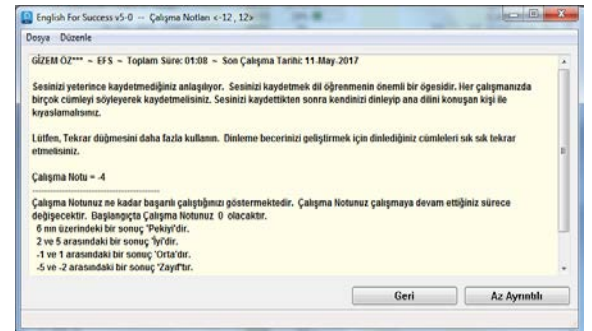 English For Success v5-0 -- Çalışma Notları <-12 , 12>
Dosya Düzenle
GİZEM ÖZ*** ~ EFS ~ Toplam Süre: 01:08 ~ Son Çalışma Tarihi: 11-May-2017
Sesinizi yeterince kaydetmediğiniz anlaşılıyor. Sesinizi kaydetmek dil öğrenmenin önemli bir ögesidir. Her çalışmanızda
birçok cümleyi söyleyerek kaydetmelisiniz. Sesinizi kaydettikten sonra kendinizi dinleyip ana dilini konuşan kişi ile
kıyaslamalısınız.
Lütfen, Tekrar düğmesini daha fazla kullanın. Dinleme becerinizi geliştirmek için dinlediğiniz cümleleri sık sık tekrar
etmelisiniz.
Çalışma Notu = -4
Çalışma Notunuz ne kadar başarılı çalıştığınızı göstermektedir. Çalışma Notunuz çalışmaya devam ettiğiniz sürece
değişecektir. Başlangıçta Çalışma Notunuz 0 olacaktır.
6 nın üzerindeki bir sonuç 'Pekiyi'dir.
2 ve 5 arasındaki bir sonuç 'İyi'dir.
-1 ve 1 arasındaki bir sonuç 'Orta'dır.
-5 ve -2 arasındaki bir sonuç 'Zayıf'tır.
Geri Az Ayrıntılı